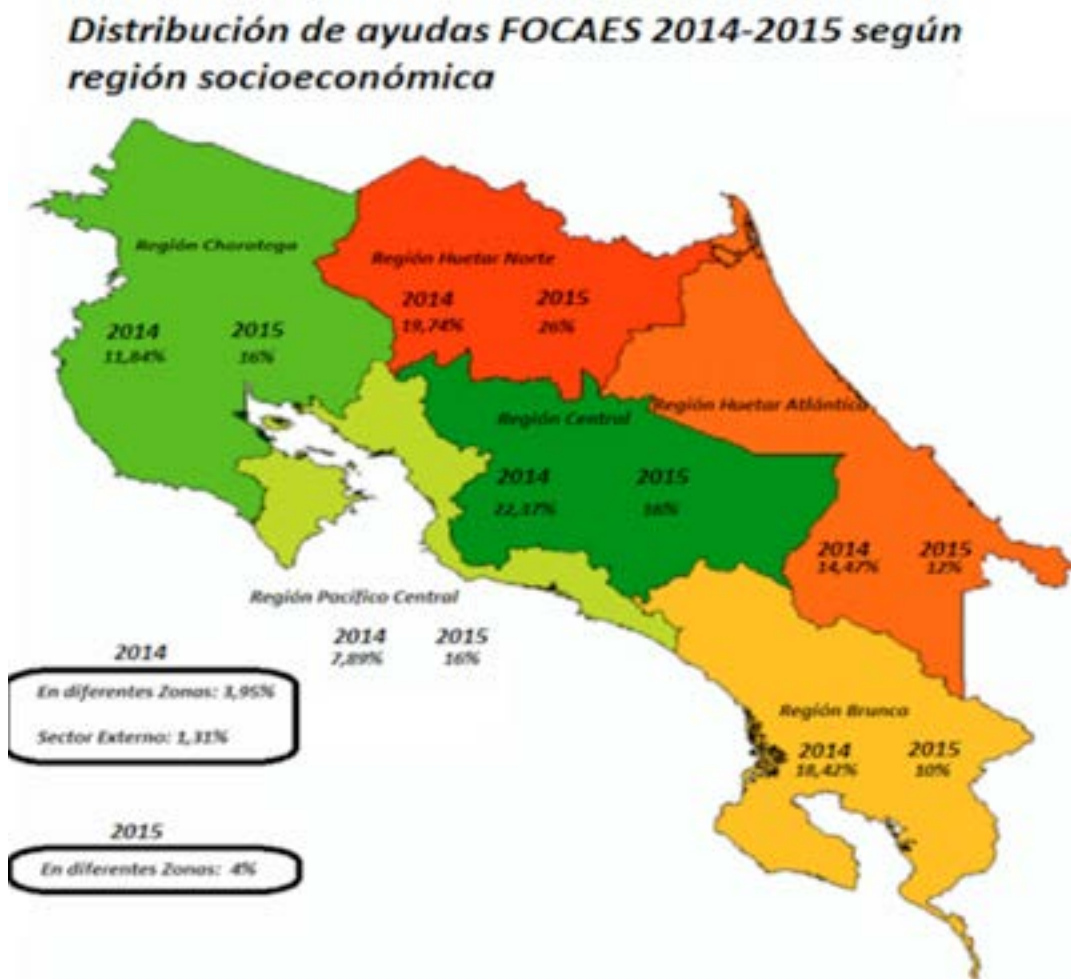 Distribución de ayudas FOCAES 2014-2015 según
región socioeconómica
Región Chorotega
2014 2015
11,84% 16%
Región Huetar Norte
2014 2015
19,74% 26%
Región Huetar Atlántica
2014 2015
14,47% 12%
Región Central
2014 2015
22,37% 16%
Región Pacífico Central
2014 2015
7,89% 16%
Región Brunca
2014 2015
18,42% 10%
2014
En diferentes Zonas: 3,95%
Sector Externo: 1,31%
2015
En diferentes Zonas: 4%